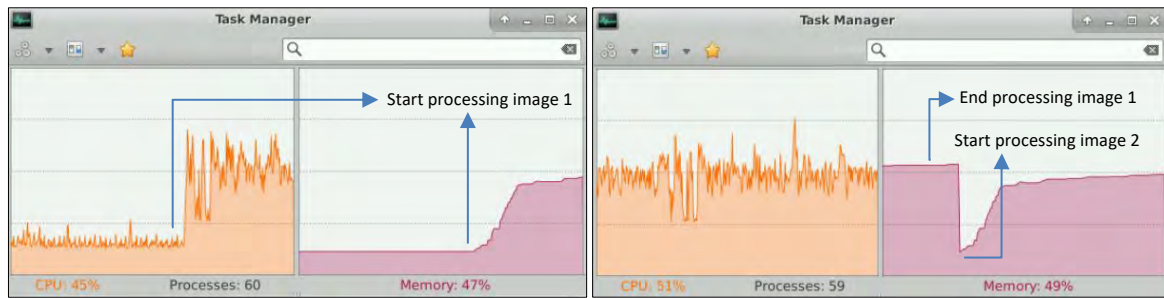 Task Manager
Start processing image 1
CPU: 45%
Processes: 60
Memory: 47%
Task Manager
End processing image 1
Start processing image 2
CPU: 51%
Processes: 59
Memory: 49%